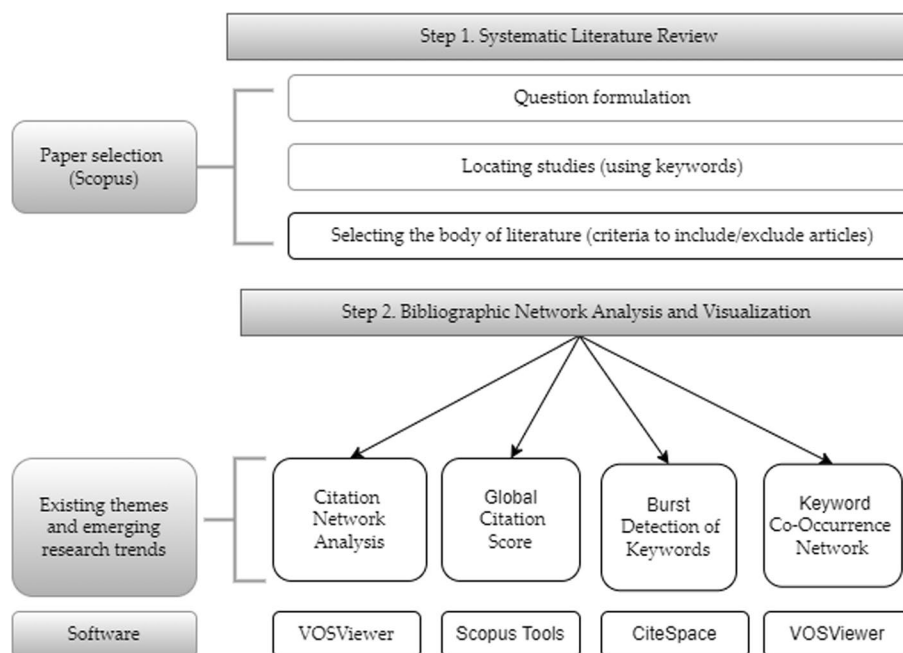 Step 1. Systematic Literature Review
Question formulation
Paper selection
(Scopus)
Locating studies (using keywords)
Selecting the body of literature (criteria to include/exclude articles)
Step 2. Bibliographic Network Analysis and Visualization
Existing themes
and emerging
research trends
Citation
Network
Analysis
Global
Citation
Score
Burst
Detection of
Keywords
Keyword
Co-Occurrence
Network
Software
VOSViewer
Scopus Tools
CiteSpace
VOSViewer